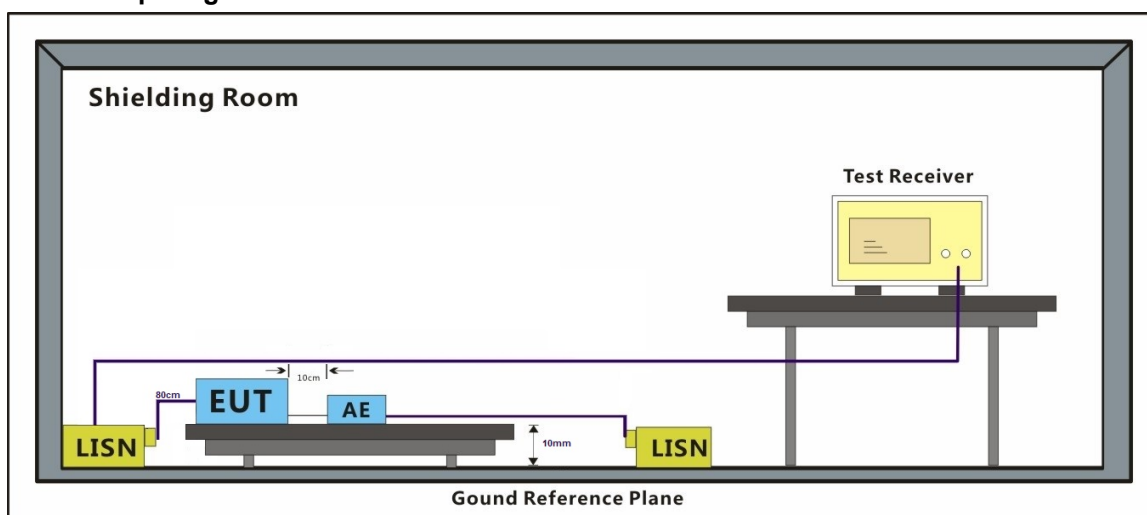 Shielding Room
Test Receiver
10cm
80cm
EUT
AE
LISN
10mm
LISN
Gound Reference Plane